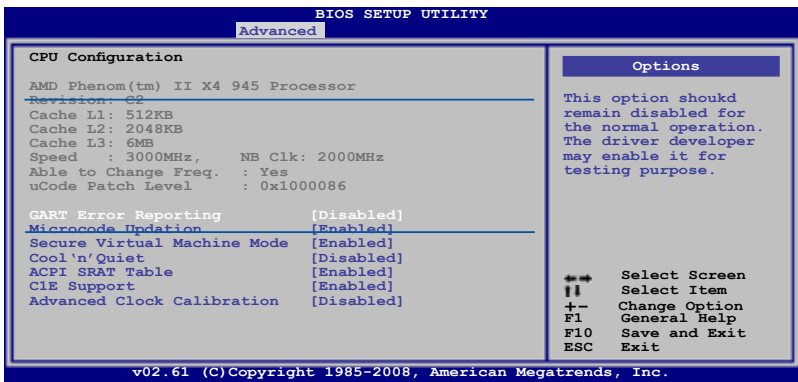 BIOS SETUP UTILITY
Advanced
CPU Configuration
AMD Phenom(tm) II X4 945 Processor
Revision: C2
Cache L1: 512KB
Cache L2: 2048KB
Cache L3: 6MB
Speed : 3000MHz, NB Clk: 2000MHz
Able to Change Freq. : Yes
uCode Patch Level : 0x1000086
GART Error Reporting [Disabled]
Microcode Updation [Enabled]
Secure Virtual Machine Mode [Enabled]
Cool‘n’Quiet [Disabled]
ACPI SRAT Table [Enabled]
C1E Support [Enabled]
Advanced Clock Calibration [Disabled]
Options
This option shoukd
remain disabled for
the normal operation.
The driver developer
may enable it for
testing purpose.
←→ Select Screen
↑↓ Select Item
+- Change Option
F1 General Help
F10 Save and Exit
ESC Exit
v02.61 (C)Copyright 1985-2008, American Megatrends, Inc.